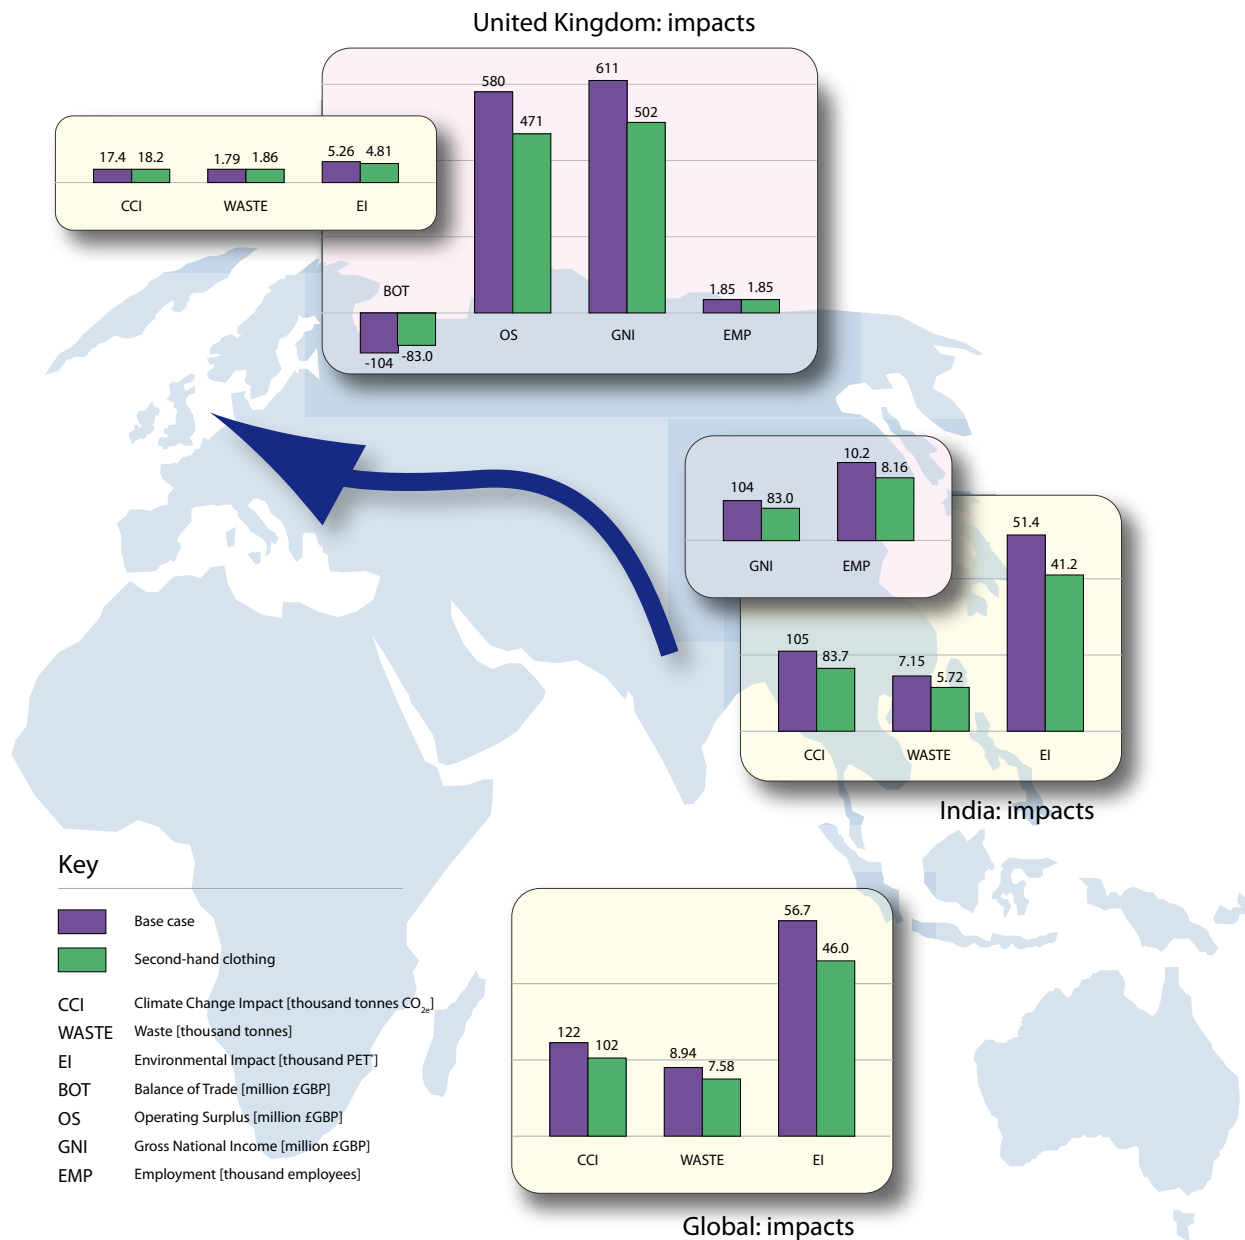 United Kingdom: impacts
580
471
611
502
17.4 18.2
1.79 1.86
5.26 4.81
CCI
WASTE
EI
BOT
-104
-83.0
OS
GNI
1.85 1.85
EMP
104
83.0
GNI
10.2
8.16
EMP
105
83.7
CCI
7.15
5.72
WASTE
51.4
41.2
EI
India: impacts
Key
Base case
Second-hand clothing
CCI Climate Change Impact [thousand tonnes CO2e]
WASTE Waste [thousand tonnes]
EI Environmental Impact [thousand PET*]
BOT Balance of Trade [million £GBP]
OS Operating Surplus [million £GBP]
GNI Gross National Income [million £GBP]
EMP Employment [thousand employees]
122
102
CCI
8.94
7.58
WASTE
56.7
46.0
EI
Global: impacts